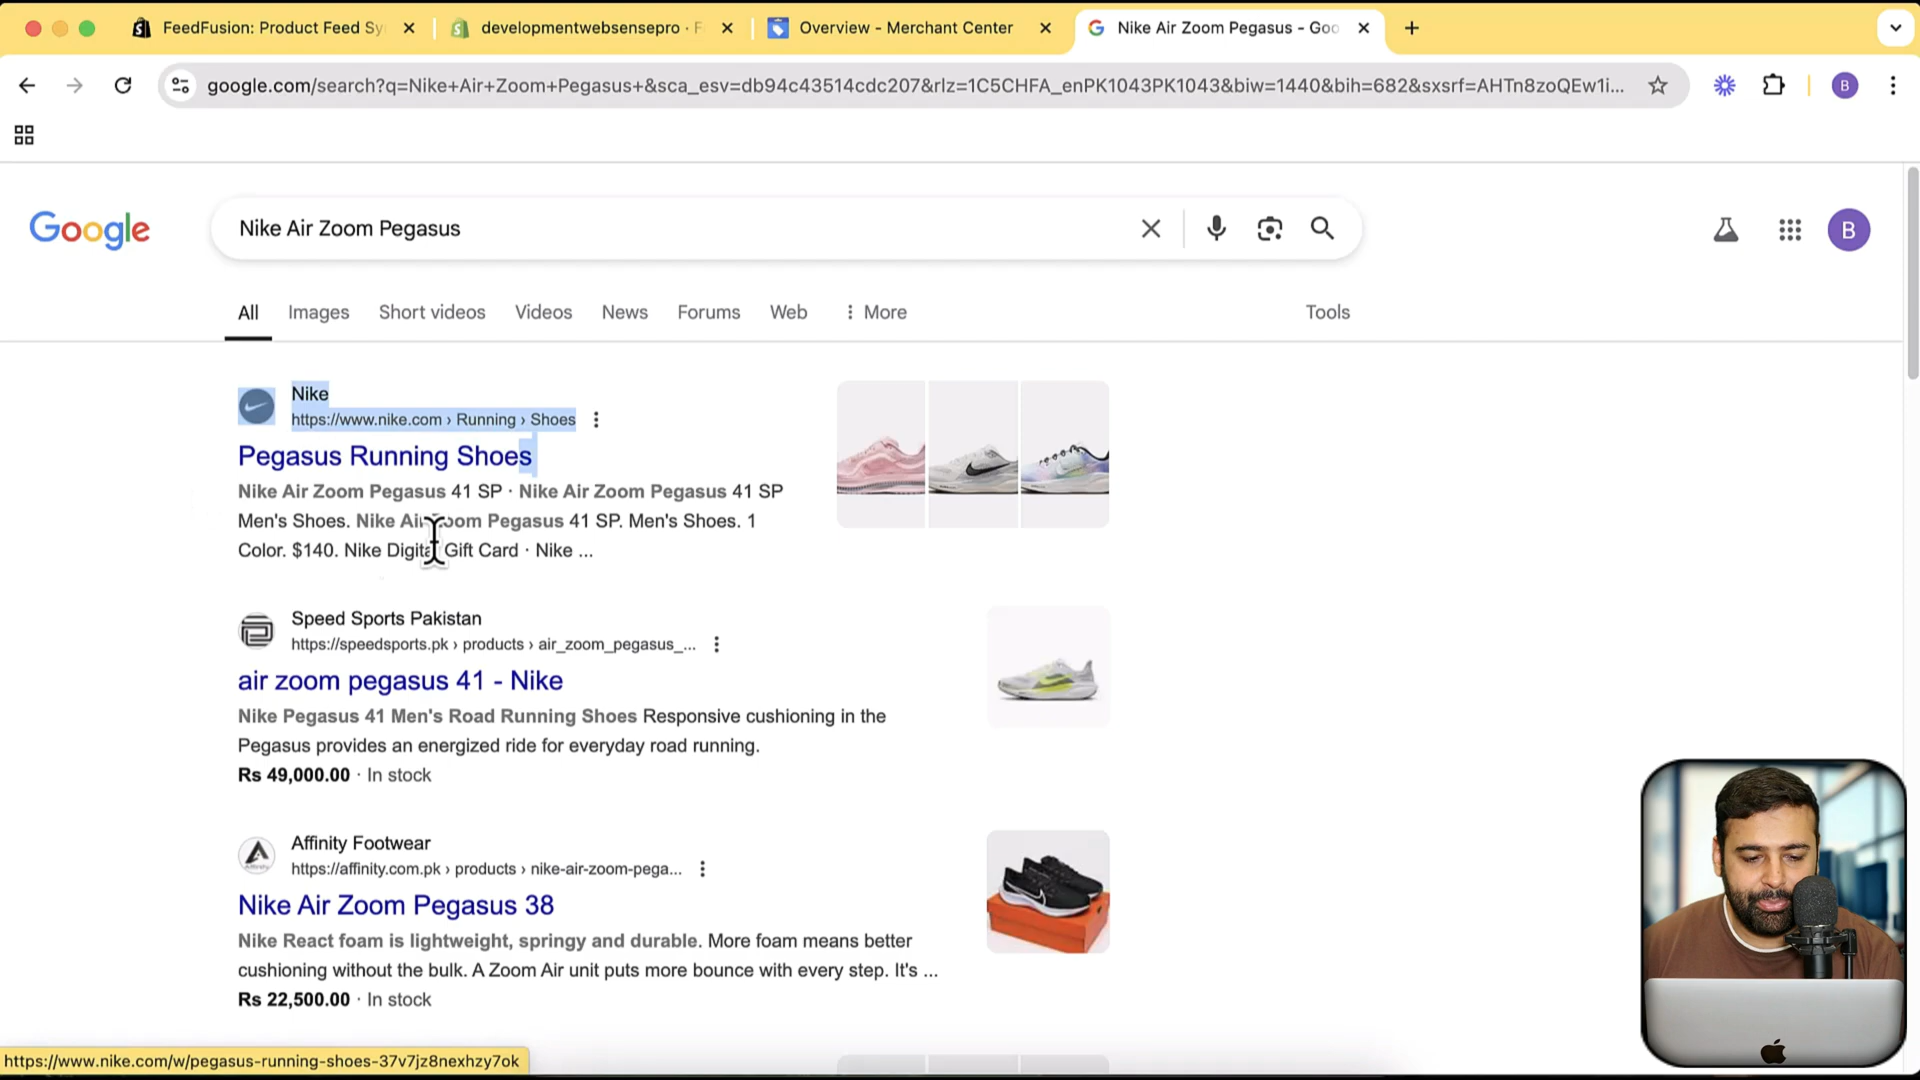 FeedFusion: Product Feed Sy
developmentwebsensepro · F
Overview - Merchant Center
Nike Air Zoom Pegasus - Goo
google.com/search?q=Nike+Air+Zoom+Pegasus+&sca_esv=db94c43514cdc207&rlz=1C5CHFA_enPK1043PK1043&biw=1440&bih=682&sxsrf=AHTn8zoQEw1i...
B
Google
Nike Air Zoom Pegasus
B
All
Images
Short videos
Videos
News
Forums
Web
More
Tools
Nike
https://www.nike.com › Running › Shoes
Pegasus Running Shoes
Nike Air Zoom Pegasus 41 SP · Nike Air Zoom Pegasus 41 SP
Men's Shoes. Nike Air Zoom Pegasus 41 SP. Men's Shoes. 1
Color. $140. Nike Digital Gift Card · Nike ...
Speed Sports Pakistan
https://speedsports.pk › products › air_zoom_pegasus_...
air zoom pegasus 41 - Nike
Nike Pegasus 41 Men's Road Running Shoes Responsive cushioning in the
Pegasus provides an energized ride for everyday road running.
Rs 49,000.00 · In stock
Affinity Footwear
https://affinity.com.pk › products › nike-air-zoom-pega...
Nike Air Zoom Pegasus 38
Nike React foam is lightweight, springy and durable. More foam means better
cushioning without the bulk. A Zoom Air unit puts more bounce with every step. It's ...
Rs 22,500.00 · In stock
https://www.nike.com/w/pegasus-running-shoes-37v7jz8nexhzy7ok